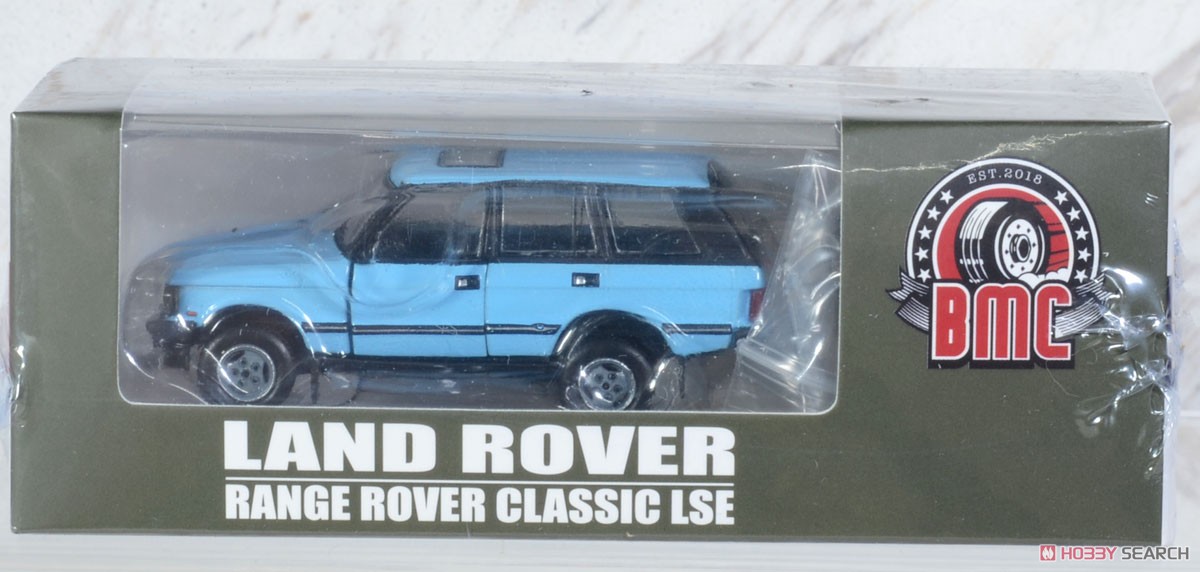 EST.2018
BMC
LAND ROVER
RANGE ROVER CLASSIC LSE
HOBBY SEARCH